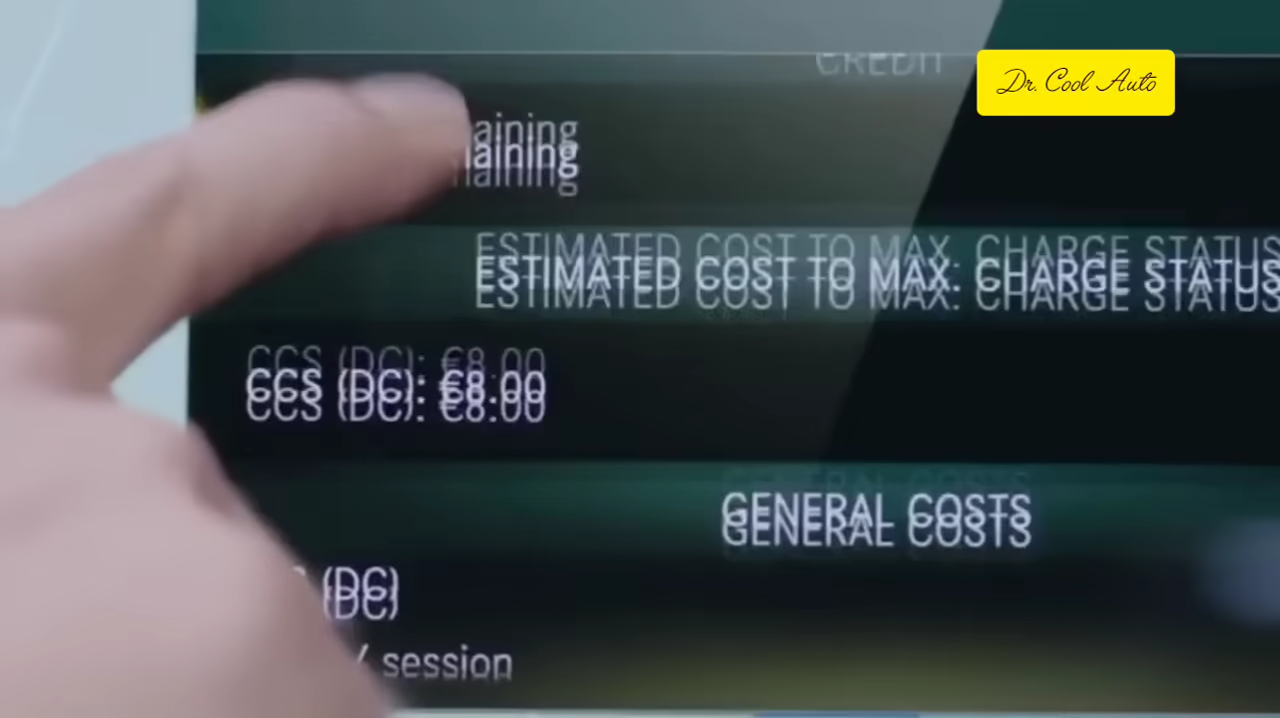 CREDIT
Dr. Cool Auto
aining
ESTIMATED COST TO MAX. CHARGE STATUS
CCS (DC): €8.00
GENERAL COSTS
(DC)
/ session